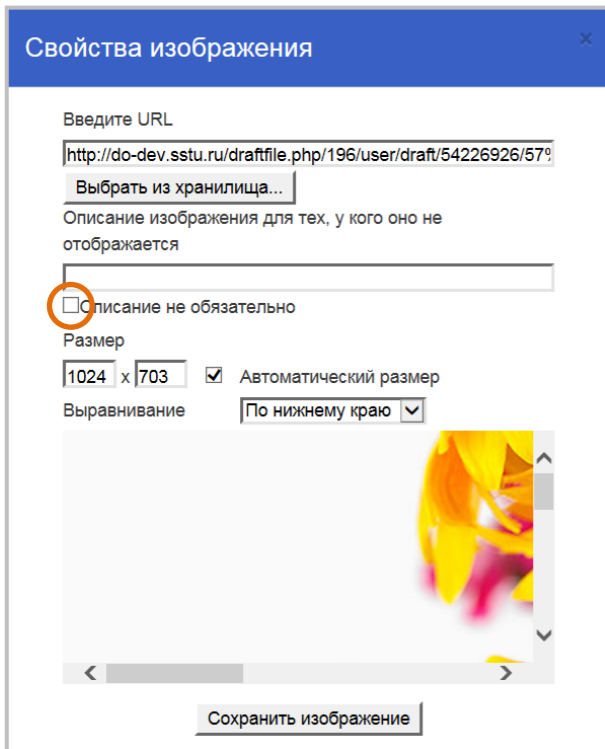 Свойства изображения
Введите URL
http://do-dev.sstu.ru/draftfile.php/196/user/draft/54226926/57%
Выбрать из хранилища...
Описание изображения для тех, у кого оно не
отображается
Описание не обязательно
Размер
1024 x 703 Автоматический размер
Выравнивание По нижнему краю
Сохранить изображение